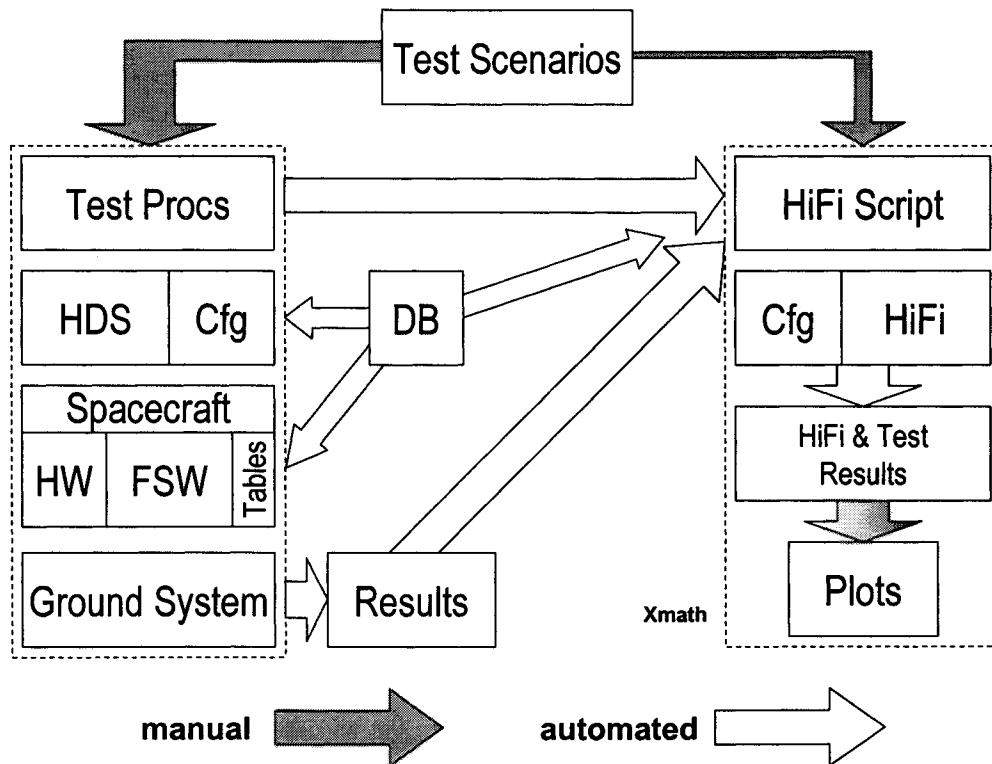 Test Scenarios
Test Procs
HiFi Script
HDS
Cfg
DB
Cfg
HiFi
Spacecraft
HW
FSW
Tables
HiFi & Test
Results
Ground System
Results
Plots
Xmath
manual
automated